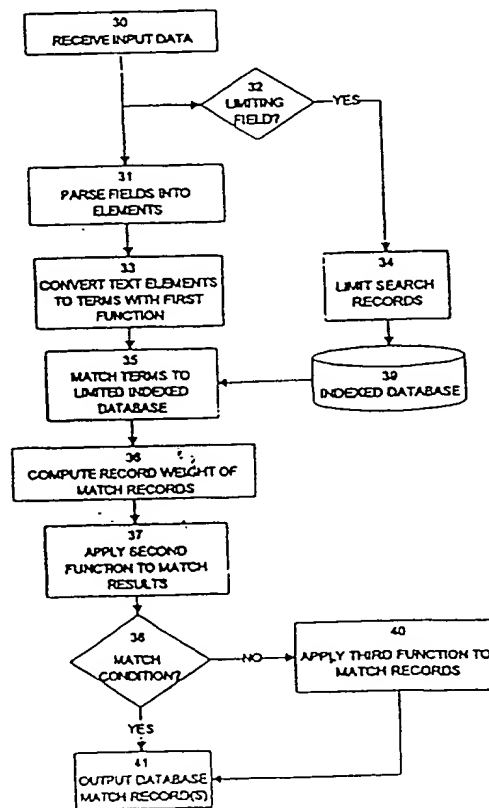 30
RECEIVE INPUT DATA
32
LIMITING
FIELD?
YES
31
PARSE FIELDS INTO
ELEMENTS
33
CONVERT TEXT ELEMENTS
TO TERMS WITH FIRST
FUNCTION
34
LIMIT SEARCH
RECORDS
35
MATCH TERMS TO
LIMITED INDEXED
DATABASE
39
INDEXED DATABASE
36
COMPUTE RECORD WEIGHT OF
MATCH RECORDS
37
APPLY SECOND
FUNCTION TO MATCH
RESULTS
38
MATCH
CONDITION?
NO
40
APPLY THIRD FUNCTION TO
MATCH RECORDS
YES
41
OUTPUT DATABASE
MATCH RECORD(S)